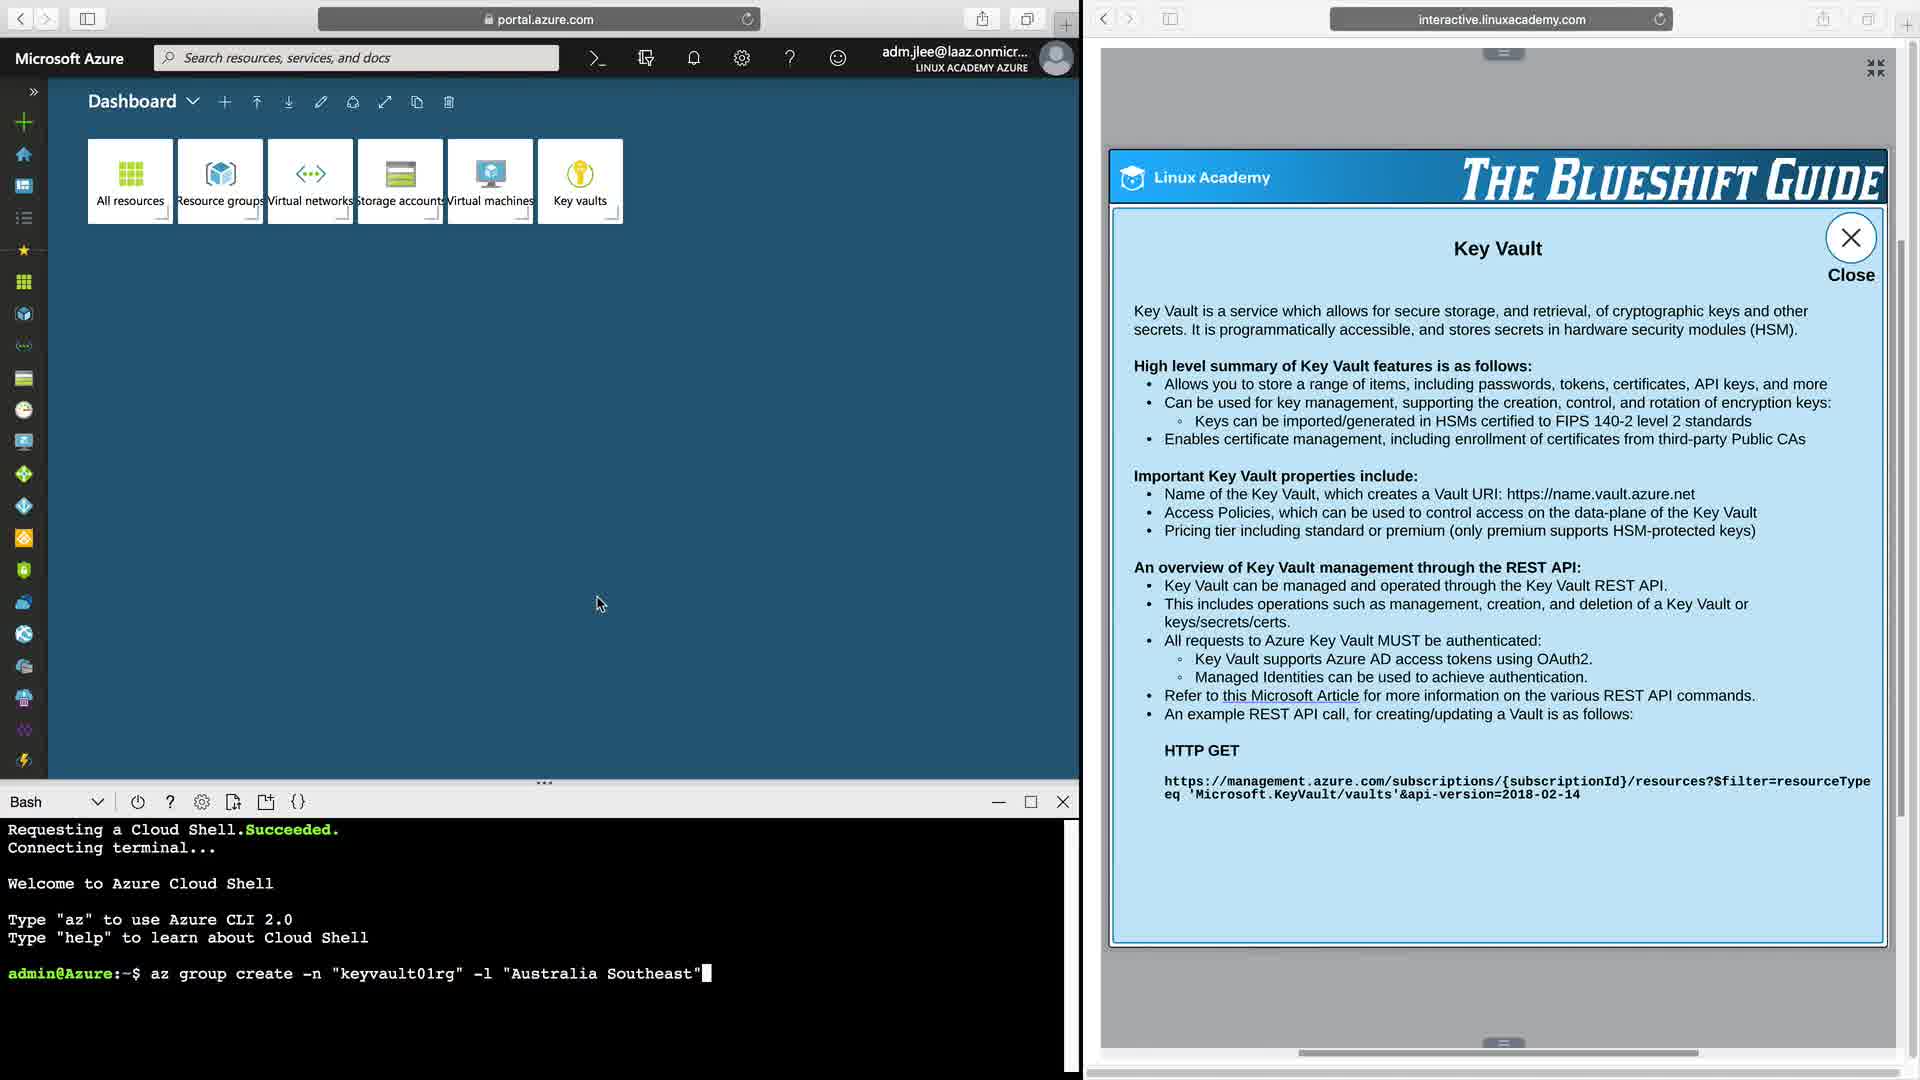 portal.azure.com
Microsoft Azure
Search resources, services, and docs
adm.jlee@laaz.onmicr...
LINUX ACADEMY AZURE
Dashboard
All resources
Resource groups
Virtual networks
Storage accounts
Virtual machines
Key vaults
Bash
Requesting a Cloud Shell.Succeeded.
Connecting terminal...
Welcome to Azure Cloud Shell
Type "az" to use Azure CLI 2.0
Type "help" to learn about Cloud Shell
admin@Azure:~$ az group create -n "keyvault01rg" -l "Australia Southeast"
interactive.linuxacademy.com
Linux Academy
THE BLUESHIFT GUIDE
Key Vault
Close
Key Vault is a service which allows for secure storage, and retrieval, of cryptographic keys and other
secrets. It is programmatically accessible, and stores secrets in hardware security modules (HSM).
High level summary of Key Vault features is as follows:
• Allows you to store a range of items, including passwords, tokens, certificates, API keys, and more
• Can be used for key management, supporting the creation, control, and rotation of encryption keys:
◦ Keys can be imported/generated in HSMs certified to FIPS 140-2 level 2 standards
• Enables certificate management, including enrollment of certificates from third-party Public CAs
Important Key Vault properties include:
• Name of the Key Vault, which creates a Vault URI: https://name.vault.azure.net
• Access Policies, which can be used to control access on the data-plane of the Key Vault
• Pricing tier including standard or premium (only premium supports HSM-protected keys)
An overview of Key Vault management through the REST API:
• Key Vault can be managed and operated through the Key Vault REST API.
• This includes operations such as management, creation, and deletion of a Key Vault or
keys/secrets/certs.
• All requests to Azure Key Vault MUST be authenticated:
◦ Key Vault supports Azure AD access tokens using OAuth2.
◦ Managed Identities can be used to achieve authentication.
• Refer to this Microsoft Article for more information on the various REST API commands.
• An example REST API call, for creating/updating a Vault is as follows:
HTTP GET
https://management.azure.com/subscriptions/{subscriptionId}/resources?$filter=resourceType
eq 'Microsoft.KeyVault/vaults'&api-version=2018-02-14